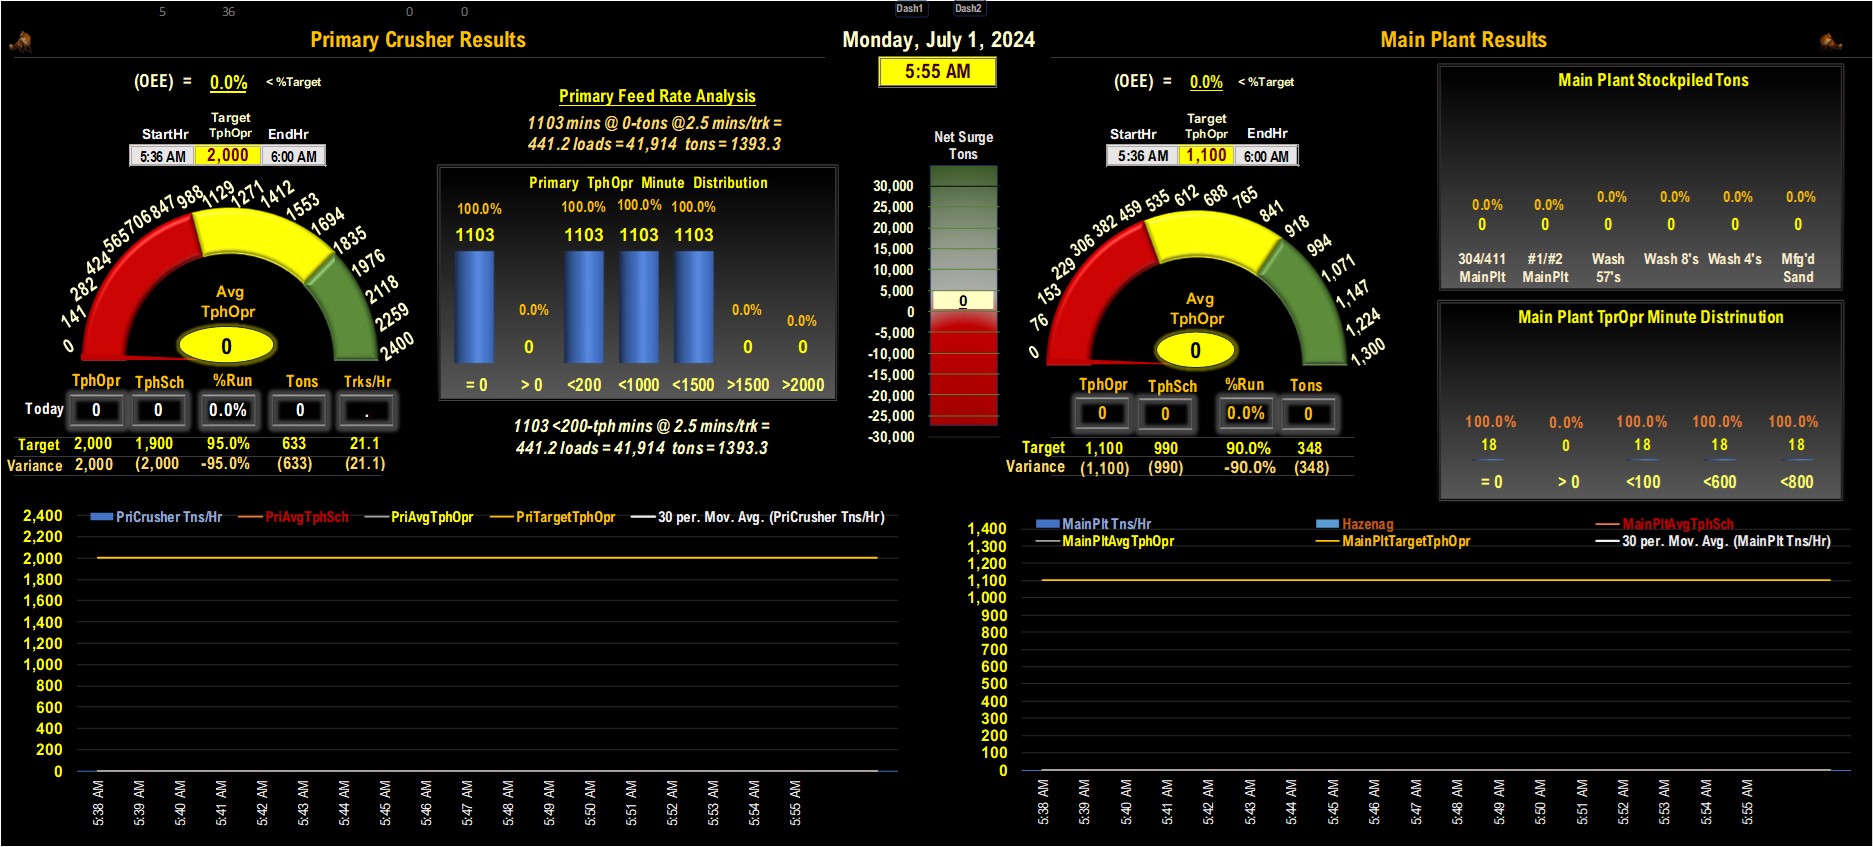 5 36 0 0 Dash1 Dash2
Primary Crusher Results
Monday, July 1, 2024
Main Plant Results
5:55 AM
(OEE) = 0.0% < %Target
Target
StartHr TphOpr EndHr
5:36 AM 2,000 6:00 AM
0
141
282
424
565
706
847
988
1129
1271
1412
1553
1694
1835
1976
2118
2259
2400
Avg
TphOpr
0
TphOpr TphSch %Run Tons Trks/Hr
Today 0 0 0.0% 0 .
Target 2,000 1,900 95.0% 633 21.1
Variance 2,000 (2,000 -95.0% (633) (21.1)
Primary Feed Rate Analysis
1103 mins @ 0-tons @2.5 mins/trk =
441.2 loads = 41,914 tons = 1393.3
Primary TphOpr Minute Distribution
100.0% 0.0% 100.0% 100.0% 100.0% 0.0% 0.0%
1103 0 1103 1103 1103 0 0
= 0 > 0 <200 <1000 <1500 >1500 >2000
1103 <200-tph mins @ 2.5 mins/trk =
441.2 loads = 41,914 tons = 1393.3
Net Surge
Tons
30,000
25,000
20,000
15,000
10,000
5,000
0
0
-5,000
-10,000
-15,000
-20,000
-25,000
-30,000
(OEE) = 0.0% < %Target
Target
StartHr TphOpr EndHr
5:36 AM 1,100 6:00 AM
0
76
153
229
306
382
459
535
612
688
765
841
918
994
1,071
1,147
1,224
1,300
Avg
TphOpr
0
TphOpr TphSch %Run Tons
0 0 0.0% 0
Target 1,100 990 90.0% 348
Variance (1,100) (990) -90.0% (348)
Main Plant Stockpiled Tons
0.0% 0.0% 0.0% 0.0% 0.0% 0.0%
0 0 0 0 0 0
304/411 #1/#2 Wash Wash 8's Wash 4's Mfg'd
MainPlt MainPlt 57's Sand
Main Plant TprOpr Minute Distrinution
100.0% 0.0% 100.0% 100.0% 100.0%
18 0 18 18 18
= 0 > 0 <100 <600 <800
PriCrusher Tns/Hr PriAvgTphSch PriAvgTphOpr PriTargetTphOpr 30 per. Mov. Avg. (PriCrusher Tns/Hr)
2,400
2,200
2,000
1,800
1,600
1,400
1,200
1,000
800
600
400
200
0
5:38 AM
5:39 AM
5:40 AM
5:41 AM
5:42 AM
5:43 AM
5:44 AM
5:45 AM
5:46 AM
5:47 AM
5:48 AM
5:49 AM
5:50 AM
5:51 AM
5:52 AM
5:53 AM
5:54 AM
5:55 AM
MainPlt Tns/Hr Hazenag MainPltAvgTphSch
MainPltAvgTphOpr MainPltTargetTphOpr 30 per. Mov. Avg. (MainPlt Tns/Hr)
1,400
1,300
1,200
1,100
1,000
900
800
700
600
500
400
300
200
100
0
5:38 AM
5:39 AM
5:40 AM
5:41 AM
5:42 AM
5:43 AM
5:44 AM
5:45 AM
5:46 AM
5:47 AM
5:48 AM
5:49 AM
5:50 AM
5:51 AM
5:52 AM
5:53 AM
5:54 AM
5:55 AM